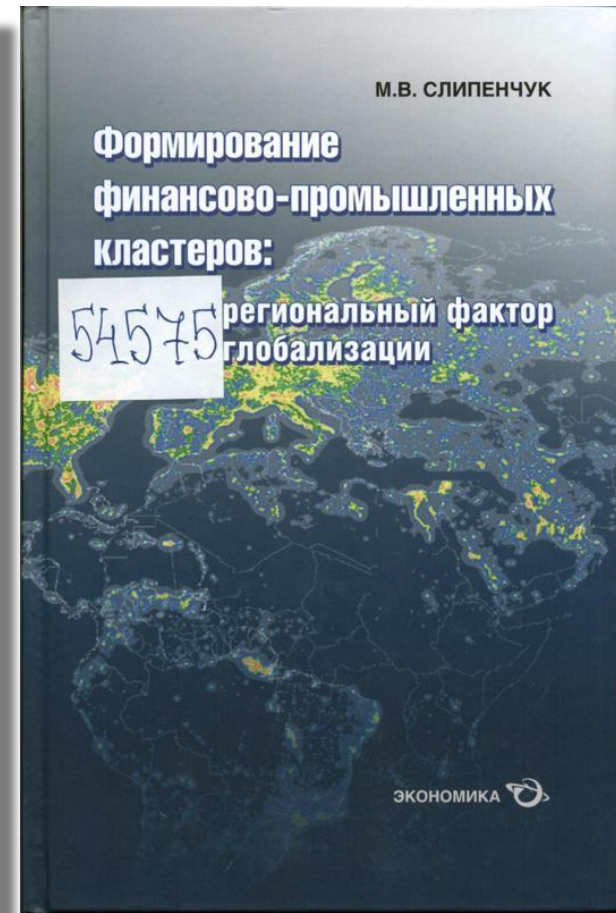 М.В. СЛИПЕНЧУК
Формирование
финансово-промышленных
кластеров:
региональный фактор
глобализации
54575
ЭКОНОМИКА